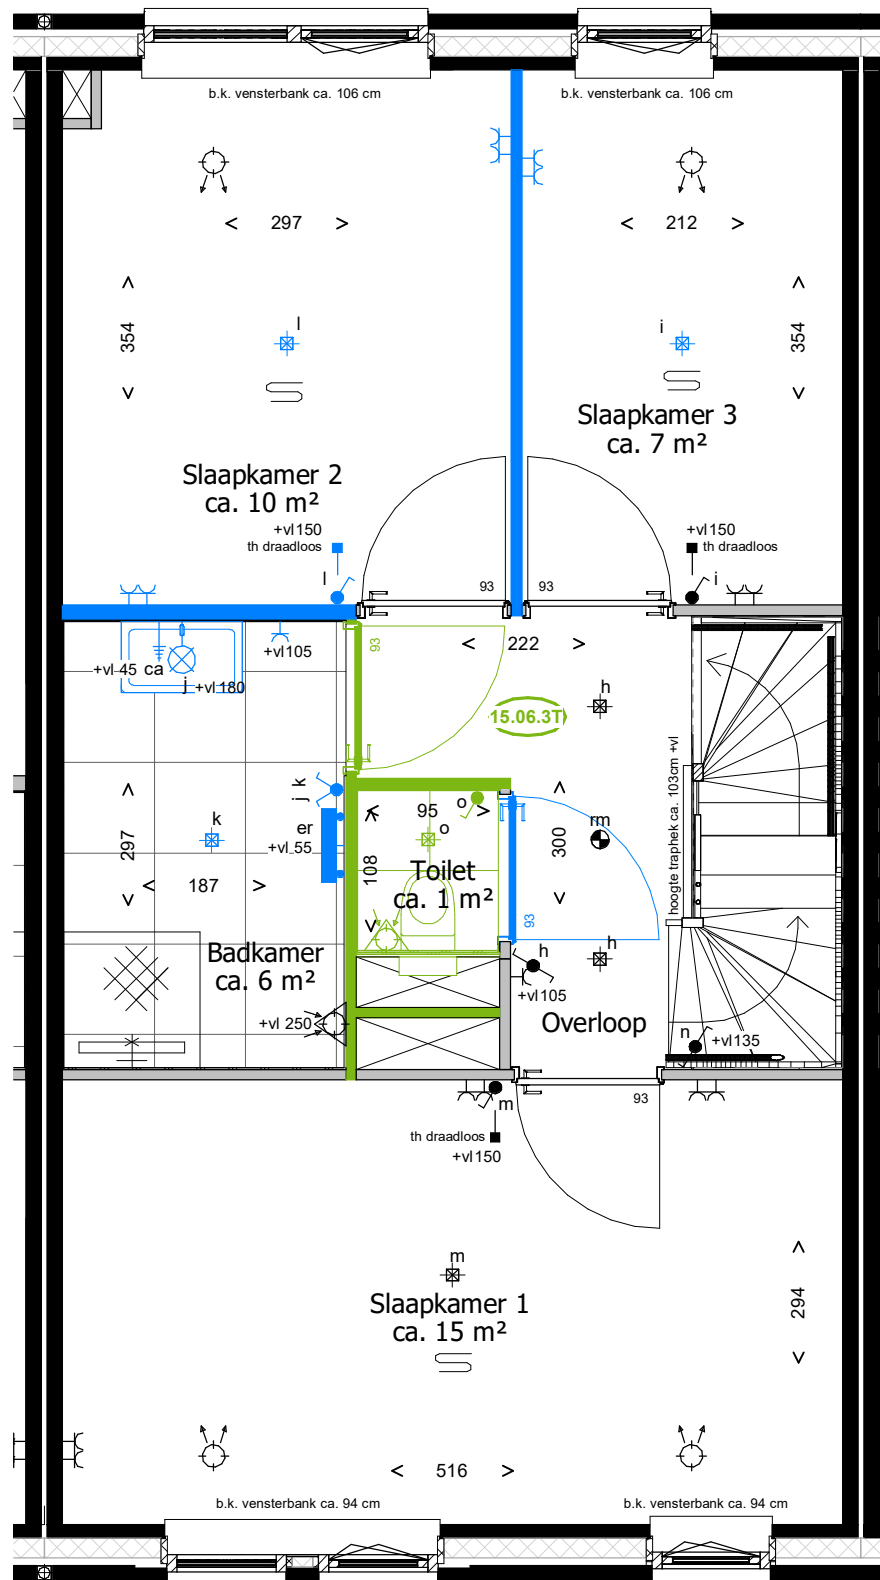 b.k. vensterbank ca. 106 cm
b.k. vensterbank ca. 106 cm
297
212
354
354
l
i
Slaapkamer 3
ca. 7 m²
Slaapkamer 2
ca. 10 m²
+vl150
th draadloos
+vl150
th draadloos
l
i
93
93
93
222
+vl105
+vl 45 ca
j
+vl 180
h
15.06.3T
hoogte traphek ca. 103cm +vl
j k
95
o
o
er
+vl 55
k
297
187
108
Toilet
ca. 1 m²
300
rm
93
Badkamer
ca. 6 m²
h
h
+vl105
+vl 250
Overloop
n
+vl135
m
93
th draadloos
+vl150
m
Slaapkamer 1
ca. 15 m²
294
516
b.k. vensterbank ca. 94 cm
b.k. vensterbank ca. 94 cm